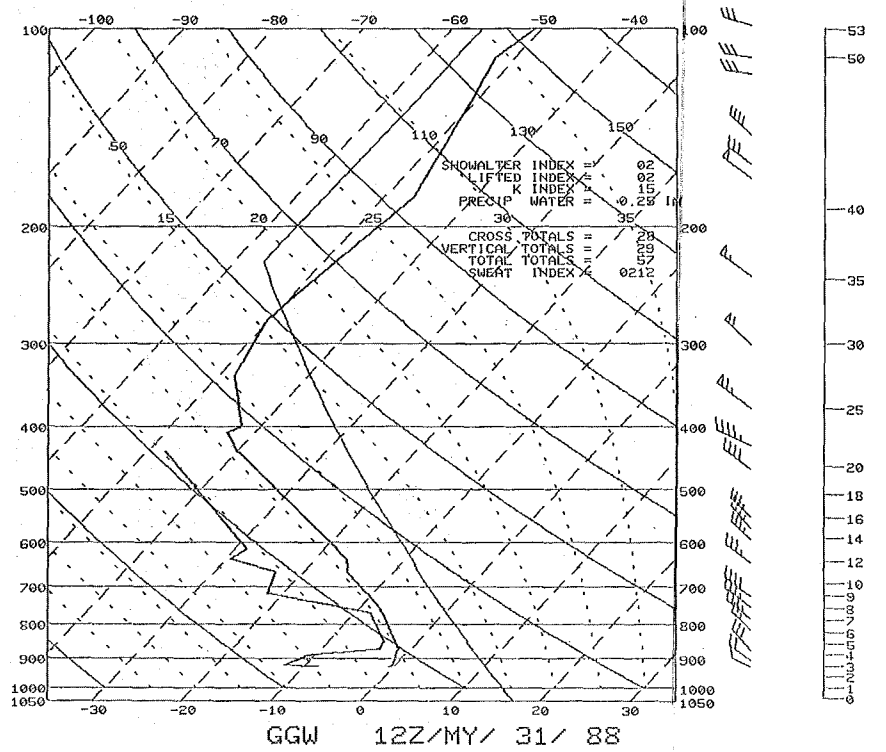 -100 -90 -80 -70 -60 -50 -40
100 100 53
50
50 70 90 110 130 150
SHOWALTER INDEX = 02
LIFTED INDEX = 02
K INDEX = 15
PRECIP WATER = 0.25 IN
15 20 25 30 35
200 200 40
CROSS TOTALS = 28
VERTICAL TOTALS = 29
TOTAL TOTALS = 57
SWEAT INDEX = 0212
35
300 300 30
25
400 400
20
500 500 18
16
600 600 14
12
700 700 10
9
8
800 800 7
6
5
900 900 4
3
2
1000 1000 1
1050 1050 0
-30 -20 -10 0 10 20 30
GGW 12Z/MY/ 31/ 88